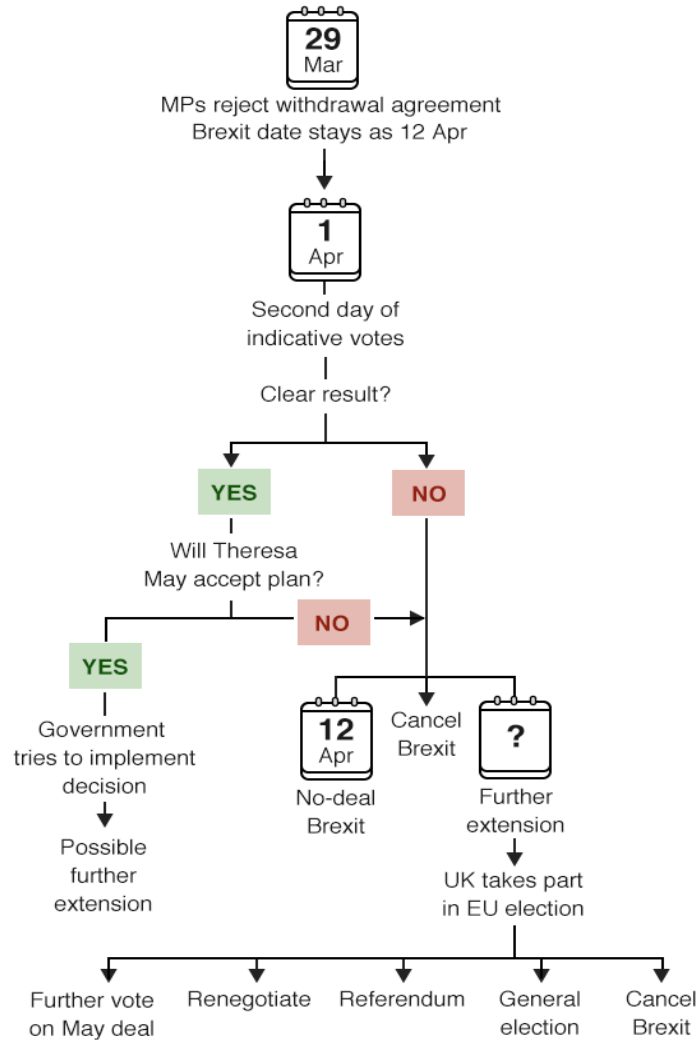 29
Mar
MPs reject withdrawal agreement
Brexit date stays as 12 Apr
1
Apr
Second day of
indicative votes
Clear result?
YES
NO
Will Theresa
May accept plan?
NO
YES
Government
tries to implement
decision
Possible
further
extension
12
Apr
No-deal
Brexit
Cancel
Brexit
?
Further
extension
UK takes part
in EU election
Further vote
on May deal
Renegotiate
Referendum
General
election
Cancel
Brexit